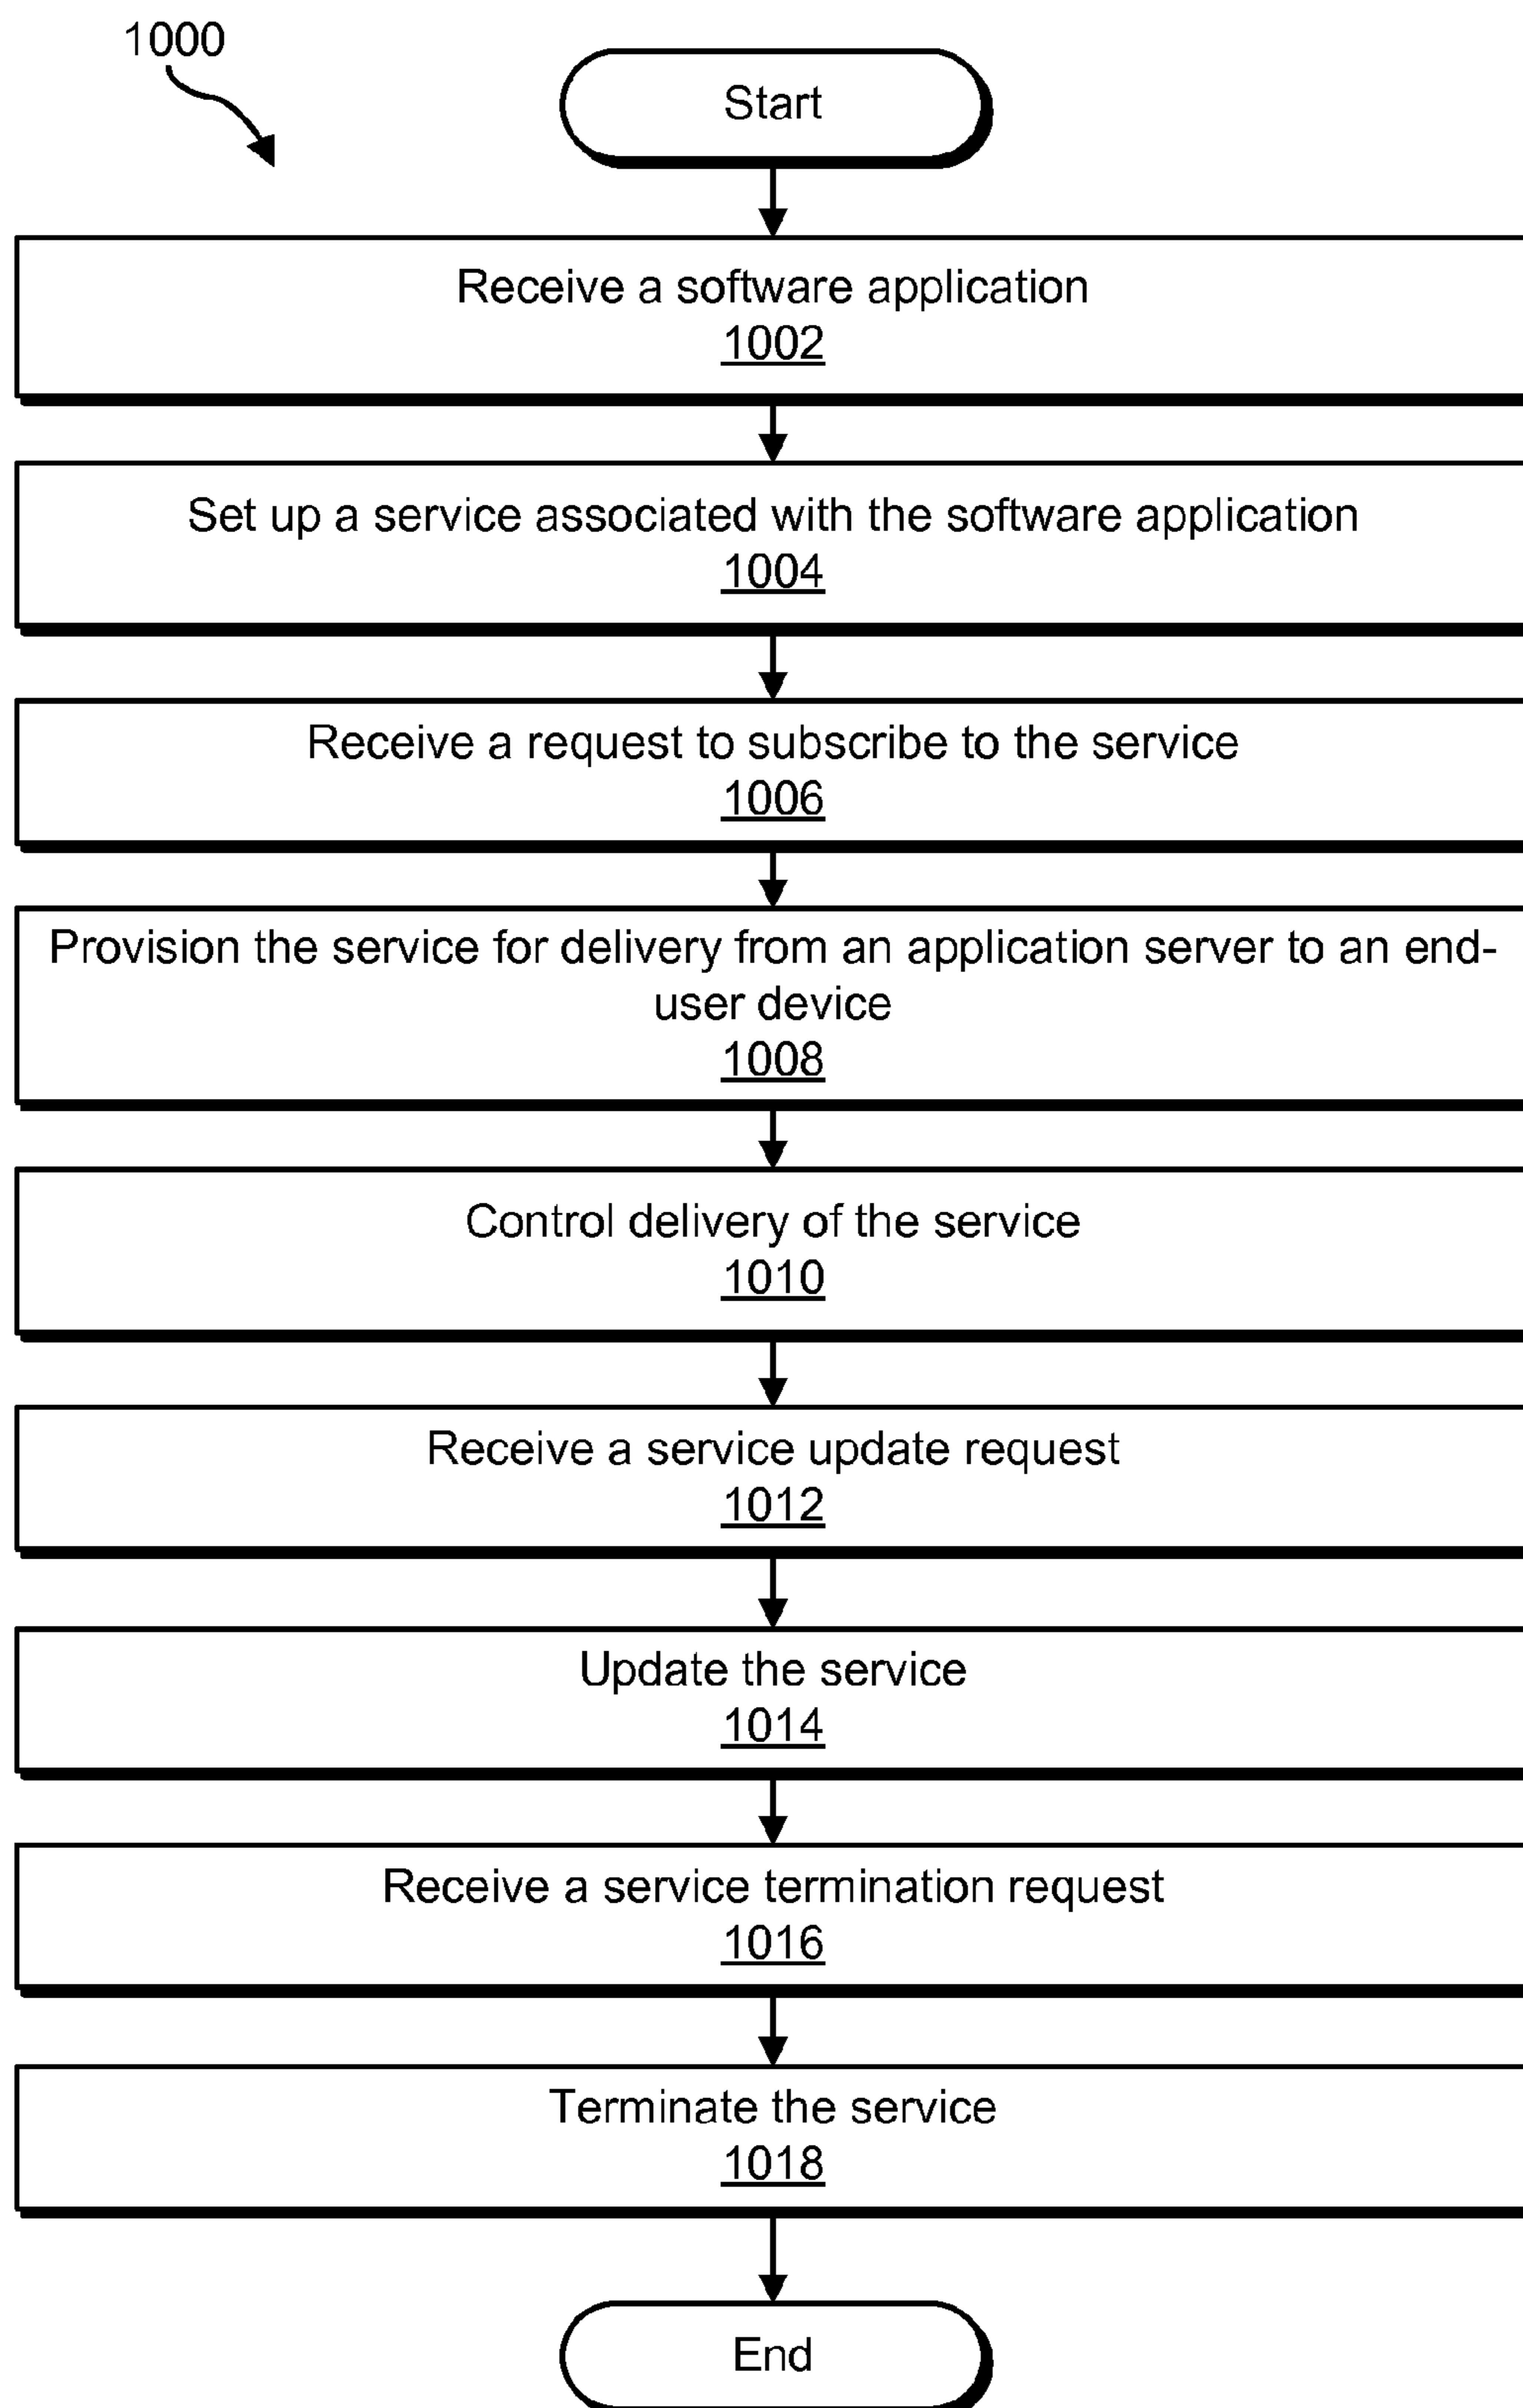 1000
Start
Receive a software application
1002
Set up a service associated with the software application
1004
Receive a request to subscribe to the service
1006
Provision the service for delivery from an application server to an end-
user device
1008
Control delivery of the service
1010
Receive a service update request
1012
Update the service
1014
Receive a service termination request
1016
Terminate the service
1018
End